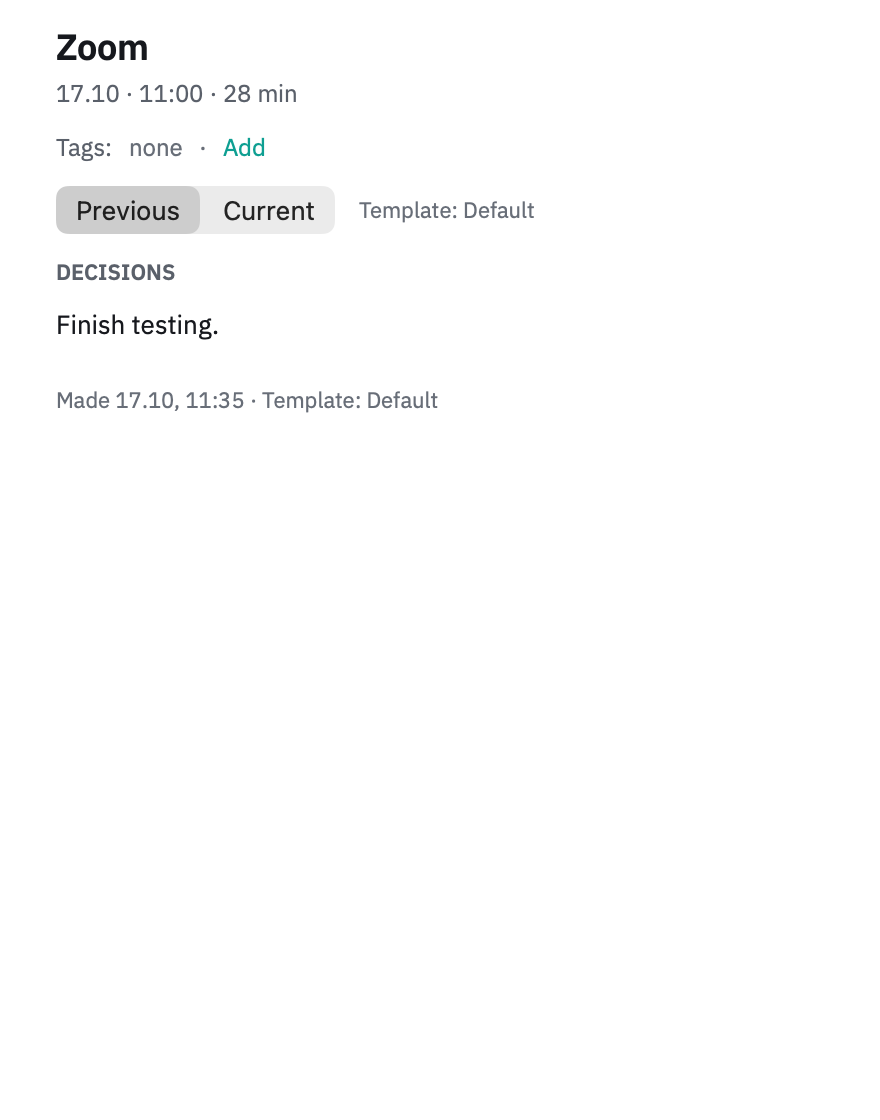 Zoom
17.10 · 11:00 · 28 min
Tags: none · Add
Previous Current Template: Default
DECISIONS
Finish testing.
Made 17.10, 11:35 · Template: Default